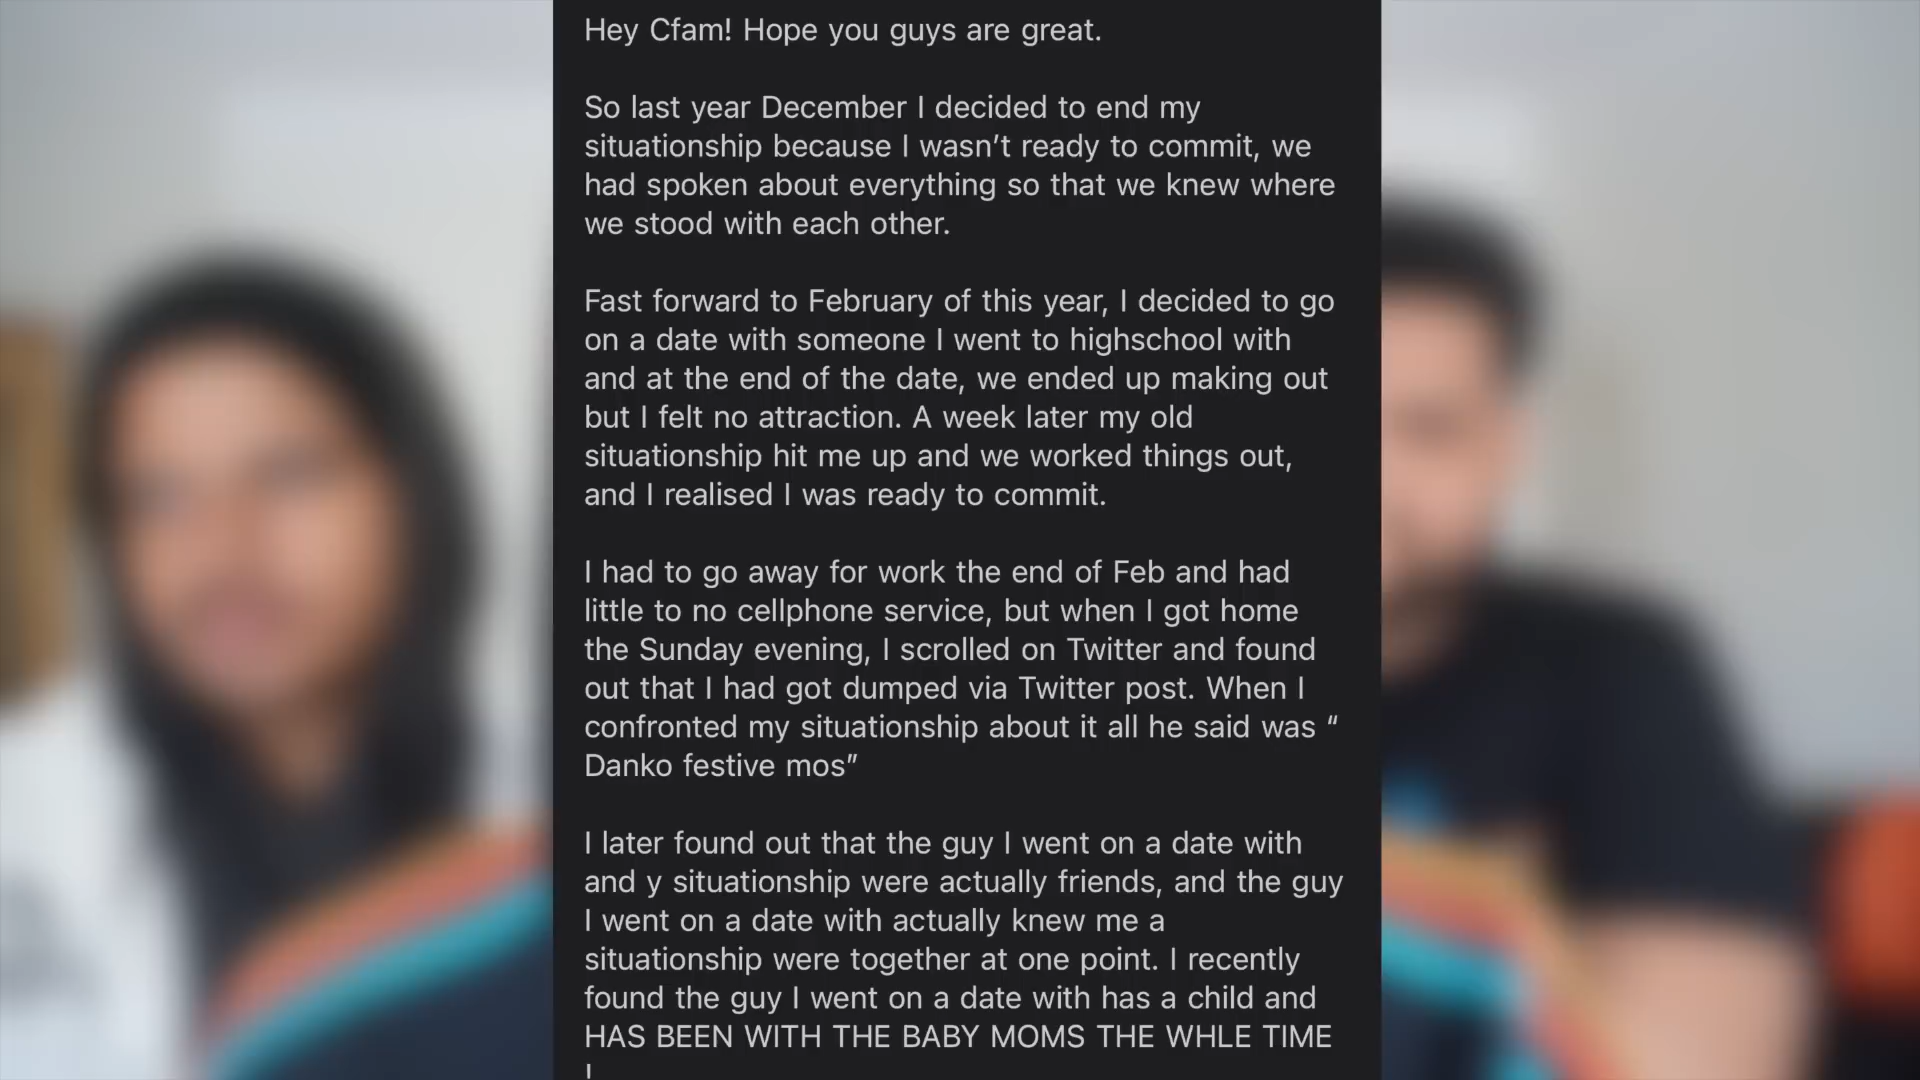 Hey Cfam! Hope you guys are great.
So last year December I decided to end my
situationship because I wasn’t ready to commit, we
had spoken about everything so that we knew where
we stood with each other.
Fast forward to February of this year, I decided to go
on a date with someone I went to highschool with
and at the end of the date, we ended up making out
but I felt no attraction. A week later my old
situationship hit me up and we worked things out,
and I realised I was ready to commit.
I had to go away for work the end of Feb and had
little to no cellphone service, but when I got home
the Sunday evening, I scrolled on Twitter and found
out that I had got dumped via Twitter post. When I
confronted my situationship about it all he said was “
Danko festive mos”
I later found out that the guy I went on a date with
and y situationship were actually friends, and the guy
I went on a date with actually knew me a
situationship were together at one point. I recently
found the guy I went on a date with has a child and
HAS BEEN WITH THE BABY MOMS THE WHLE TIME